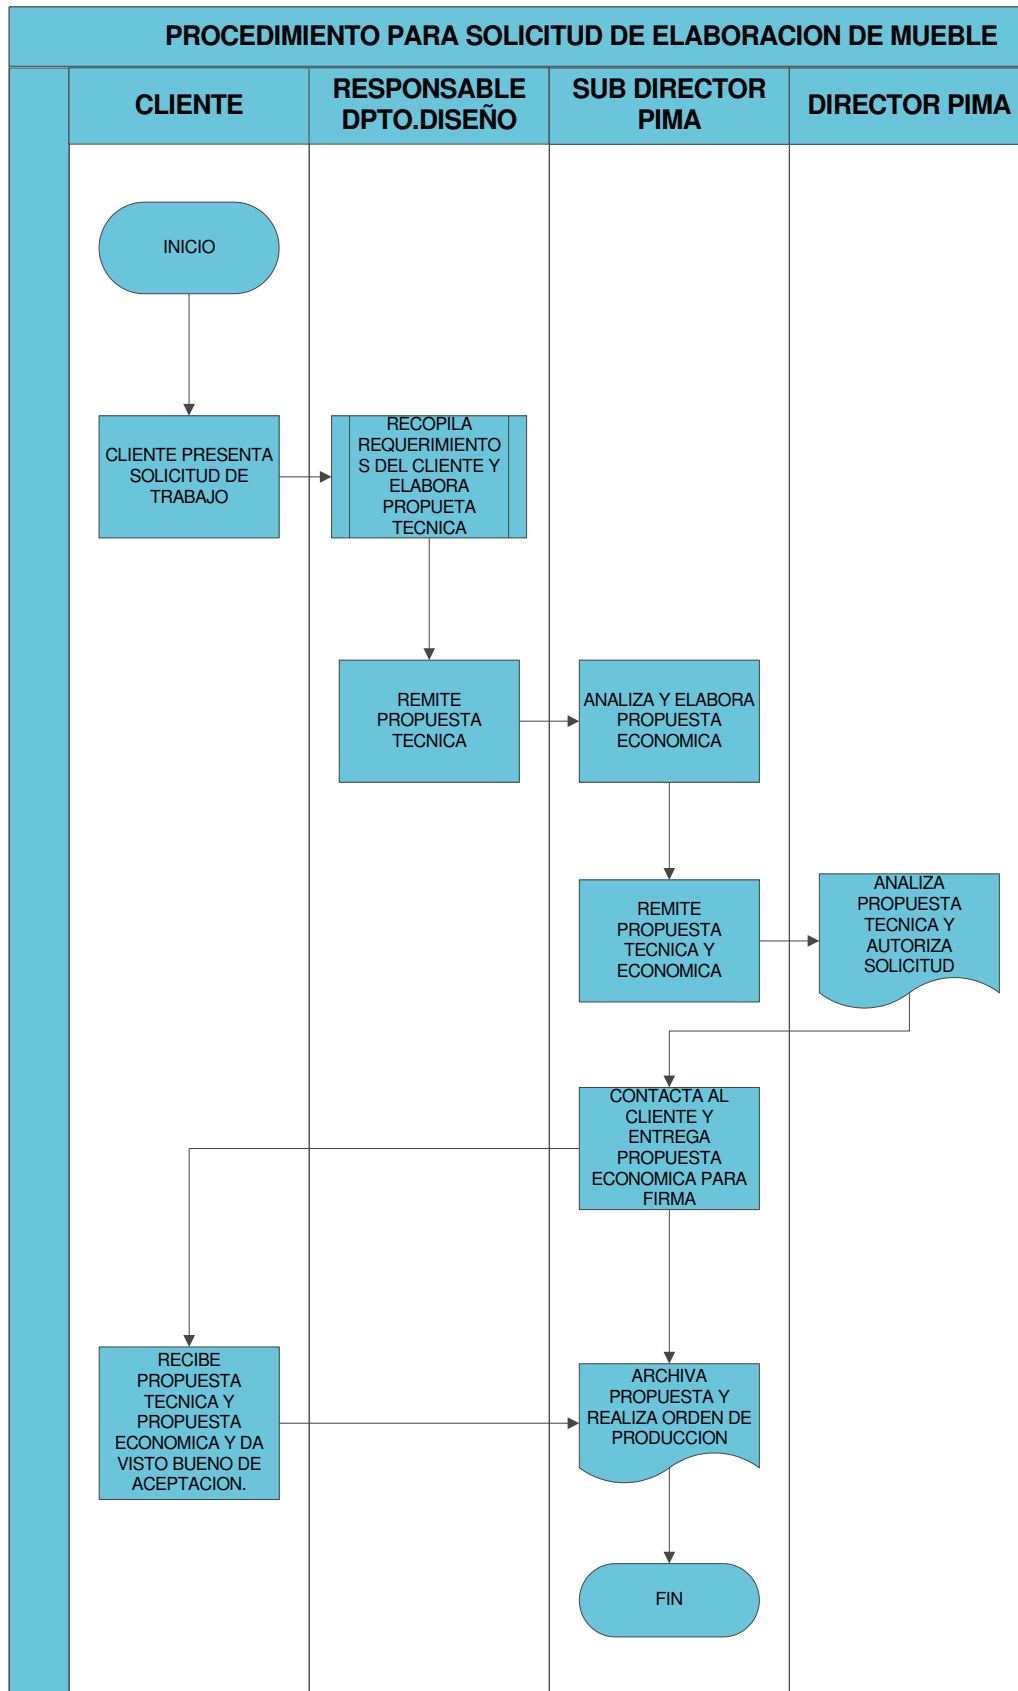 PROCEDIMIENTO PARA SOLICITUD DE ELABORACION DE MUEBLE
CLIENTE
RESPONSABLE
DPTO.DISEÑO
SUB DIRECTOR
PIMA
DIRECTOR PIMA
INICIO
CLIENTE PRESENTA
SOLICITUD DE
TRABAJO
RECOPILA
REQUERIMIENTO
S DEL CLIENTE Y
ELABORA
PROPUETA
TECNICA
REMITE
PROPUESTA
TECNICA
ANALIZA Y ELABORA
PROPUESTA
ECONOMICA
REMITE
PROPUESTA
TECNICA Y
ECONOMICA
ANALIZA
PROPUESTA
TECNICA Y
AUTORIZA
SOLICITUD
CONTACTA AL
CLIENTE Y
ENTREGA
PROPUESTA
ECONOMICA PARA
FIRMA
RECIBE
PROPUESTA
TECNICA Y
PROPUESTA
ECONOMICA Y DA
VISTO BUENO DE
ACEPTACION.
ARCHIVA
PROPUESTA Y
REALIZA ORDEN DE
PRODUCCION
FIN